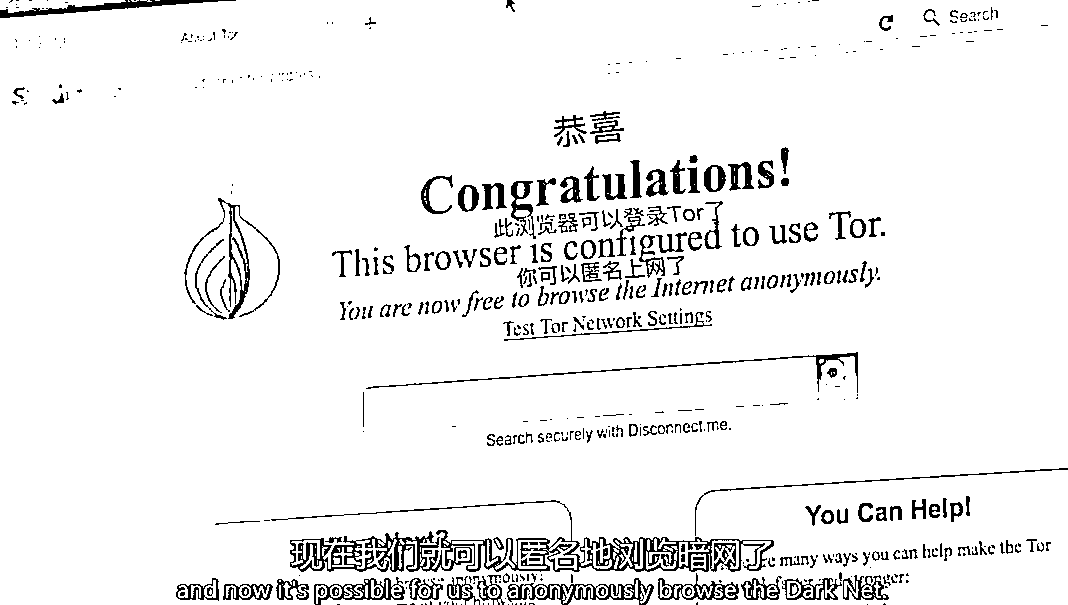 About Tor
Search
恭喜
Congratulations!
此浏览器可以登录Tor了
This browser is configured to use Tor.
你可以匿名上网了
You are now free to browse the Internet anonymously.
Test Tor Network Settings
Search securely with Disconnect.me.
You Can Help!
many ways you can help make the Tor
现在我们就可以匿名地浏览暗网了
and now it's possible for us to anonymously browse the Dark Net.